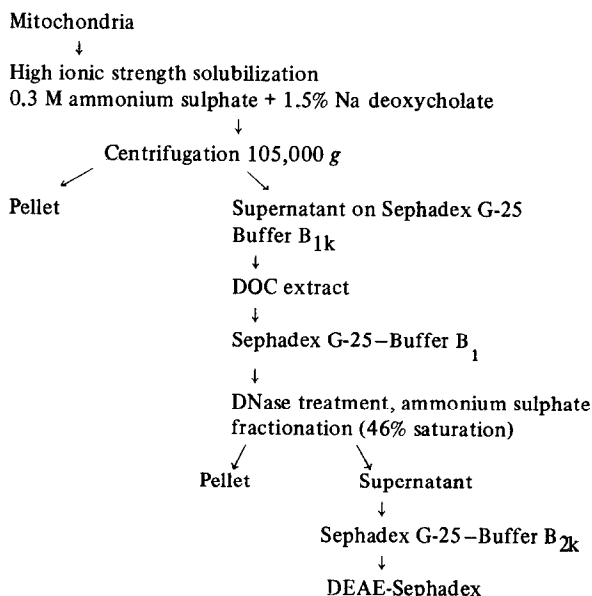 Mitochondria
↓
High ionic strength solubilization
0.3 M ammonium sulphate + 1.5% Na deoxycholate
↓
Centrifugation 105,000 g
↙ ↘
Pellet Supernatant on Sephadex G-25
Buffer B1k
↓
DOC extract
↓
Sephadex G-25–Buffer B1
↓
DNase treatment, ammonium sulphate
fractionation (46% saturation)
↙ ↘
Pellet Supernatant
↓
Sephadex G-25–Buffer B2k
↓
DEAE-Sephadex